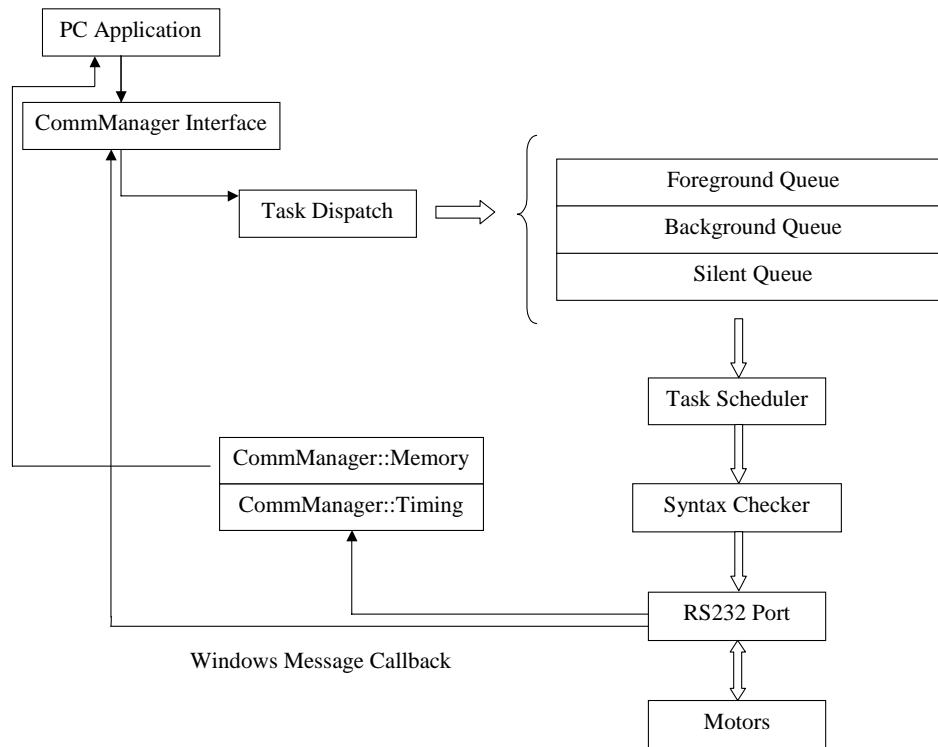 PC Application
CommManager Interface
Task Dispatch
Foreground Queue
Background Queue
Silent Queue
Task Scheduler
CommManager::Memory
CommManager::Timing
Syntax Checker
RS232 Port
Windows Message Callback
Motors